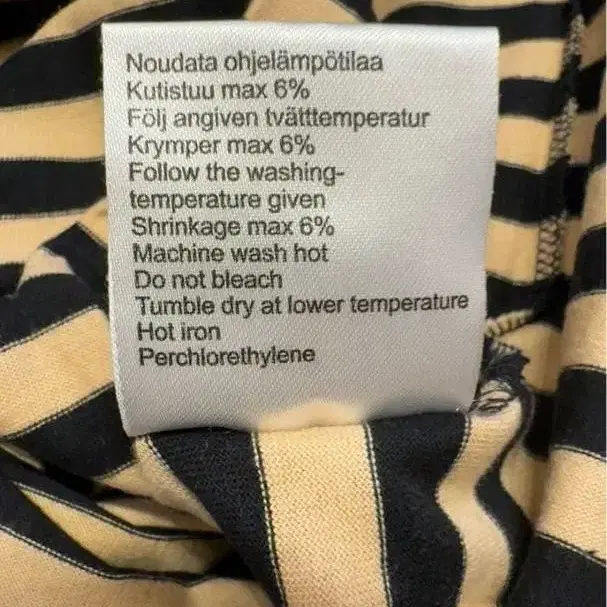 Noudata ohjelämpötilaa
Kutistuu max 6%
Följ angiven tvätttemperatur
Krymper max 6%
Follow the washing-
temperature given
Shrinkage max 6%
Machine wash hot
Do not bleach
Tumble dry at lower temperature
Hot iron
Perchlorethylene